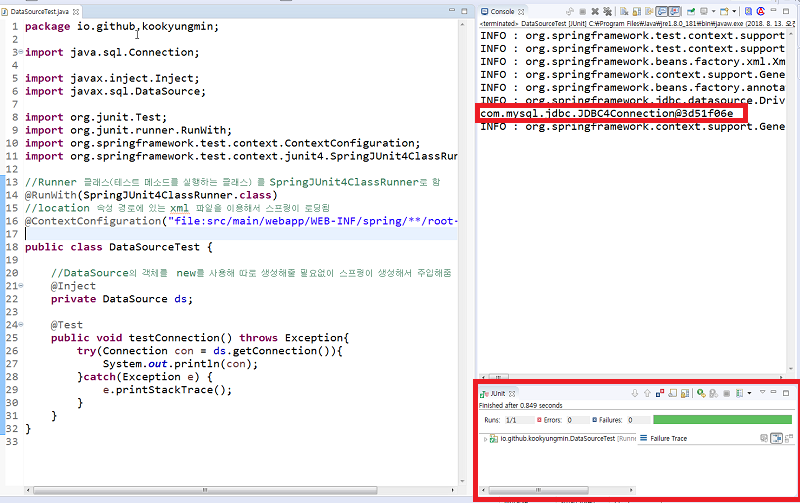 DataSourceTest.java
1 package io.github.kookyungmin;
2
3 import java.sql.Connection;
4
5 import javax.inject.Inject;
6 import javax.sql.DataSource;
7
8 import org.junit.Test;
9 import org.junit.runner.RunWith;
10 import org.springframework.test.context.ContextConfiguration;
11 import org.springframework.test.context.junit4.SpringJUnit4ClassRun
12
13 //Runner 클래스(테스트 메소드를 실행하는 클래스) 를 SpringJUnit4ClassRunner로 함
14 @RunWith(SpringJUnit4ClassRunner.class)
15 //location 속성 경로에 있는 xml 파일을 이용해서 스프링이 로딩됨
16 @ContextConfiguration("file:src/main/webapp/WEB-INF/spring/**/root-
17
18 public class DataSourceTest {
19
20 //DataSource의 객체를 new를 사용해 따로 생성해줄 필요없이 스프링이 생성해서 주입해줌
21 @Inject
22 private DataSource ds;
23
24 @Test
25 public void testConnection() throws Exception{
26 try(Connection con = ds.getConnection()){
27 System.out.println(con);
28 }catch(Exception e) {
29 e.printStackTrace();
30 }
31 }
32 }
33
Console
<terminated> DataSourceTest [JUnit] C:\Program Files\Java\jre1.8.0_181\bin\javaw.exe (2018. 8. 13. 오
INFO : org.springframework.test.context.support
INFO : org.springframework.test.context.support
INFO : org.springframework.beans.factory.xml.Xm
INFO : org.springframework.context.support.Gene
INFO : org.springframework.beans.factory.annota
INFO : org.springframework.jdbc.datasource.Driv
com.mysql.jdbc.JDBC4Connection@3d51f06e
INFO : org.springframework.context.support.Gene
JUnit
Finished after 0.849 seconds
Runs: 1/1 Errors: 0 Failures: 0
io.github.kookyungmin.DataSourceTest [Runner Failure Trace